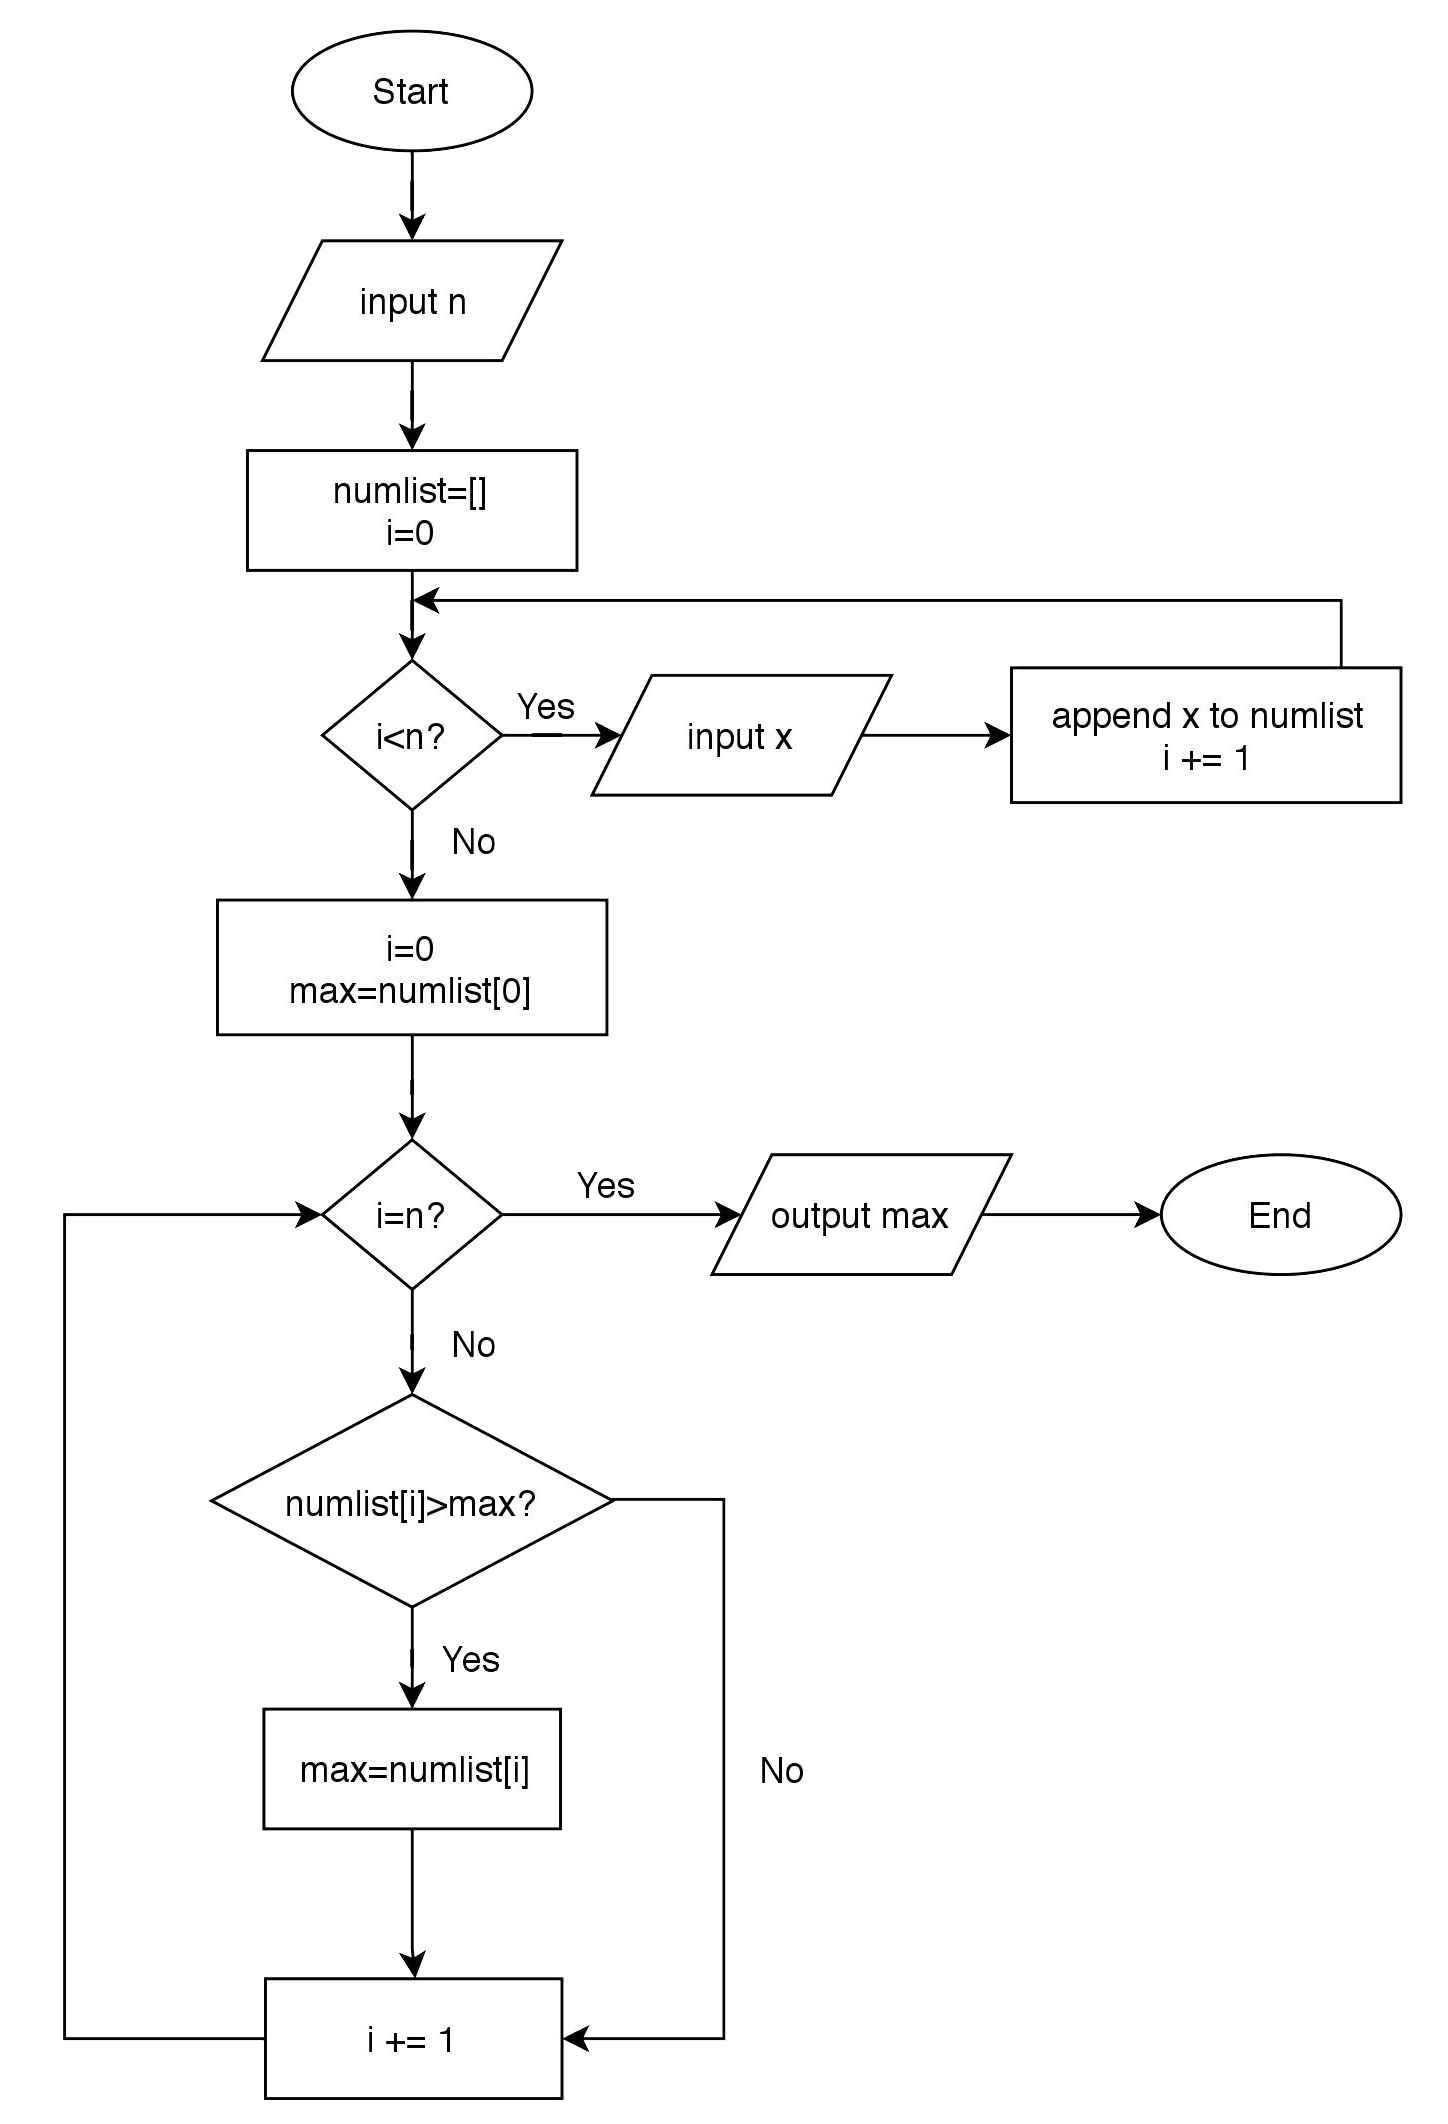 Start
input n
numlist=[]
i=0
i<n?
Yes
input x
append x to numlist
i += 1
No
i=0
max=numlist[0]
i=n?
Yes
output max
End
No
numlist[i]>max?
Yes
max=numlist[i]
No
i += 1